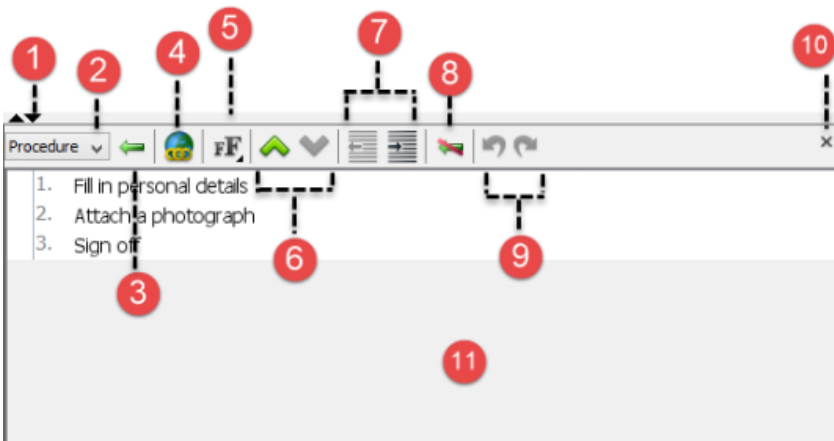 1 2 3 4 5 6 7 8 9 10 11
Procedure
FF
1. Fill in personal details
2. Attach a photograph
3. Sign off